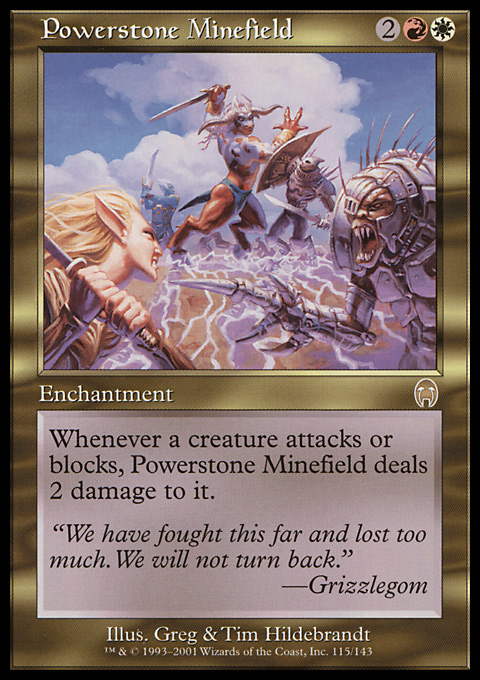 Powerstone Minefield 2
Enchantment
Whenever a creature attacks or
blocks, Powerstone Minefield deals
2 damage to it.
“We have fought this far and lost too
much. We will not turn back.”
—Grizzlegom
Illus. Greg & Tim Hildebrandt
™ & © 1993–2001 Wizards of the Coast, Inc. 115/143